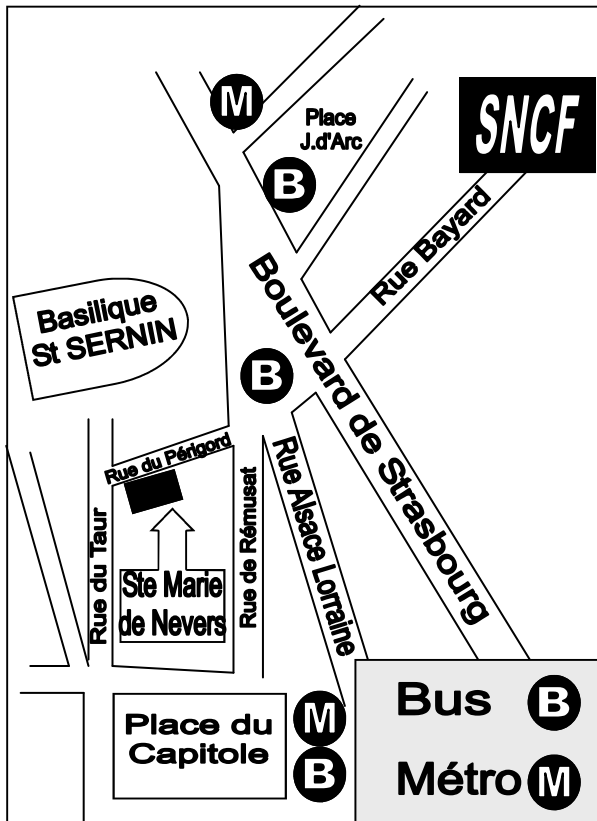 M
SNCF
Place
J.d'Arc
B
Rue Bayard
Boulevard de Strasbourg
Basilique
St SERNIN
B
Rue du Périgord
Rue du Taur
Rue de Rémusat
Rue Alsace Lorraine
Ste Marie
de Nevers
Place du
Capitole
M
B
Bus B
Métro M